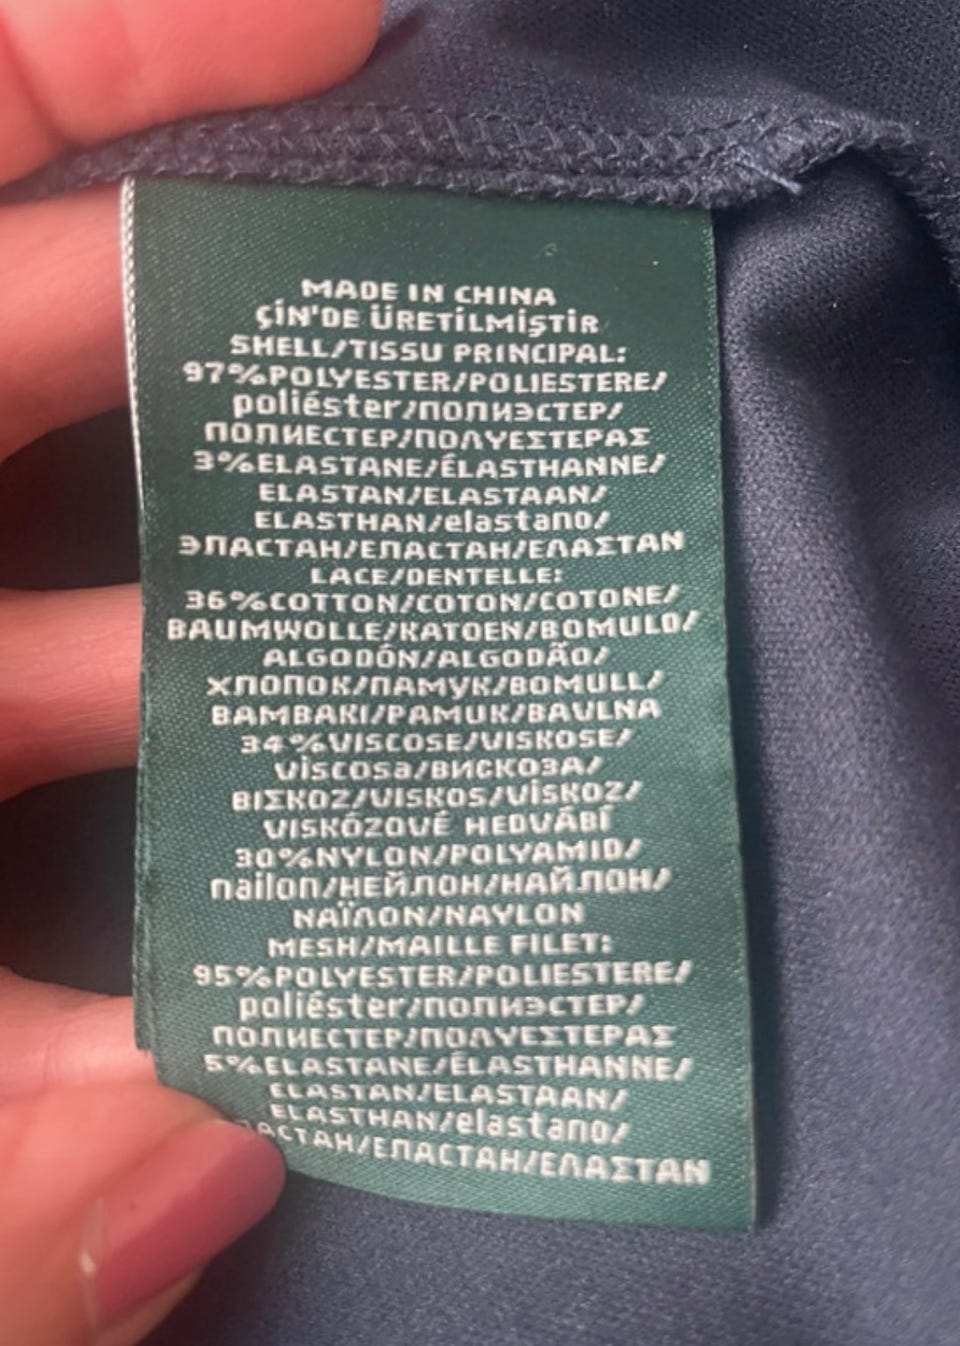 MADE IN CHINA
ÇİN'DE ÜRETİLMİŞTİR
SHELL/TISSU PRINCIPAL:
97%POLYESTER/POLIESTERE/
poliéster/ПОЛИЭСТЕР/
ПОЛИЕСТЕР/ΠΟΛΥΕΣΤΕΡΑΣ
3%ELASTANE/ÉLASTHANNE/
ELASTAN/ELASTAAN/
ELASTHAN/elastano/
ЭЛАСТАН/ЕЛАСТАН/ΕΛΑΣΤΑΝ
LACE/DENTELLE:
36%COTTON/COTON/COTONE/
BAUMWOLLE/KATOEN/BOMULD/
ALGODÓN/ALGODÃO/
ХЛОПОК/ПАМУК/BOMULL/
BAMBAKI/PAMUK/BAVLNA
34%VISCOSE/VISKOSE/
viscosa/ВИСКОЗА/
ΒΙΣΚΟΖ/VISKOS/VİSKOZ/
VISKÓZOVÉ HEDVÁBÍ
30%NYLON/POLYAMID/
nailon/НЕЙЛОН/НАЙЛОН/
ΝΑΪΛΟΝ/NAYLON
MESH/MAILLE FILET:
95%POLYESTER/POLIESTERE/
poliéster/ПОЛИЭСТЕР/
ПОЛИЕСТЕР/ΠΟΛΥΕΣΤΕΡΑΣ
5%ELASTANE/ÉLASTHANNE/
ELASTAN/ELASTAAN/
ELASTHAN/elastano/
АСТАН/ЕЛАСТАН/ΕΛΑΣΤΑΝ